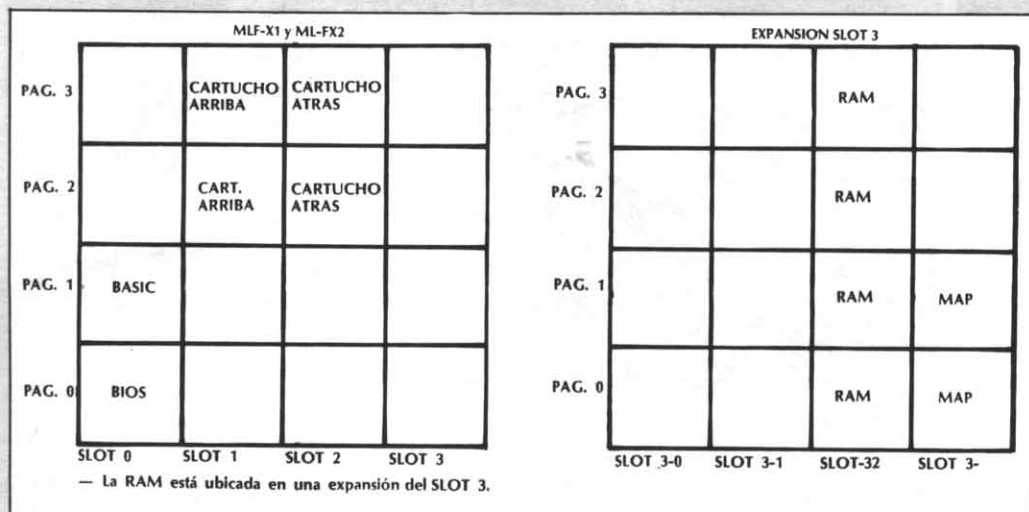 MLF-X1 y ML-FX2
PAG. 3
CARTUCHO
ARRIBA
CARTUCHO
ATRAS
PAG. 2
CART.
ARRIBA
CARTUCHO
ATRAS
PAG. 1
BASIC
PAG. 0
BIOS
SLOT 0
SLOT 1
SLOT 2
SLOT 3
— La RAM está ubicada en una expansión del SLOT 3.
EXPANSION SLOT 3
PAG. 3
RAM
PAG. 2
RAM
PAG. 1
RAM
MAP
PAG. 0
RAM
MAP
SLOT 3-0
SLOT 3-1
SLOT-32
SLOT 3-